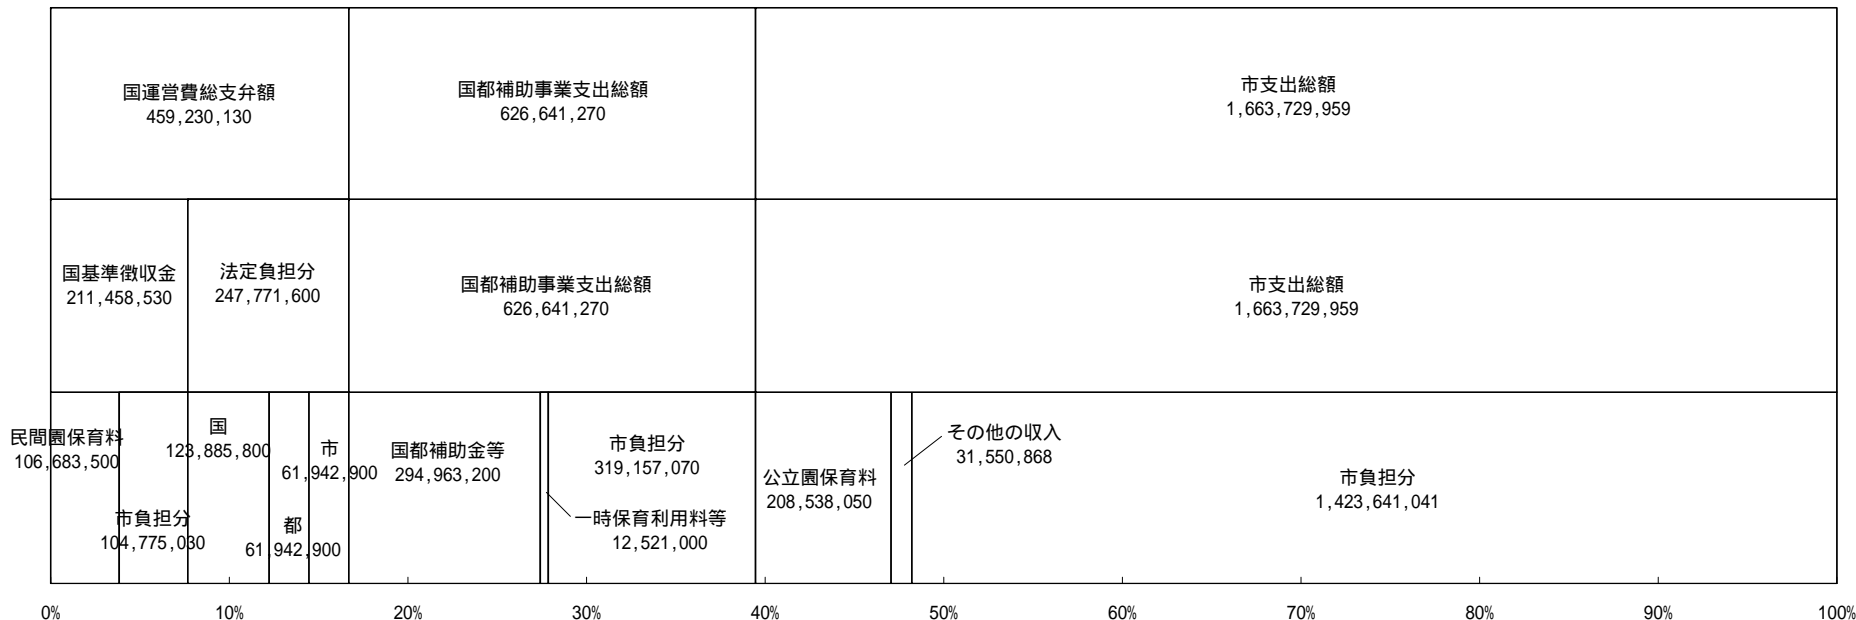 国運営費総支弁額
459,230,130
国都補助事業支出総額
626,641,270
市支出総額
1,663,729,959
国基準徴収金
211,458,530
法定負担分
247,771,600
国都補助事業支出総額
626,641,270
市支出総額
1,663,729,959
民間園保育料
106,683,500
市負担分
104,775,030
国
123,885,800
都
61,942,900
市
61,942,900
国都補助金等
294,963,200
一時保育利用料等
12,521,000
市負担分
319,157,070
公立園保育料
208,538,050
その他の収入
31,550,868
市負担分
1,423,641,041
0% 10% 20% 30% 40% 50% 60% 70% 80% 90% 100%